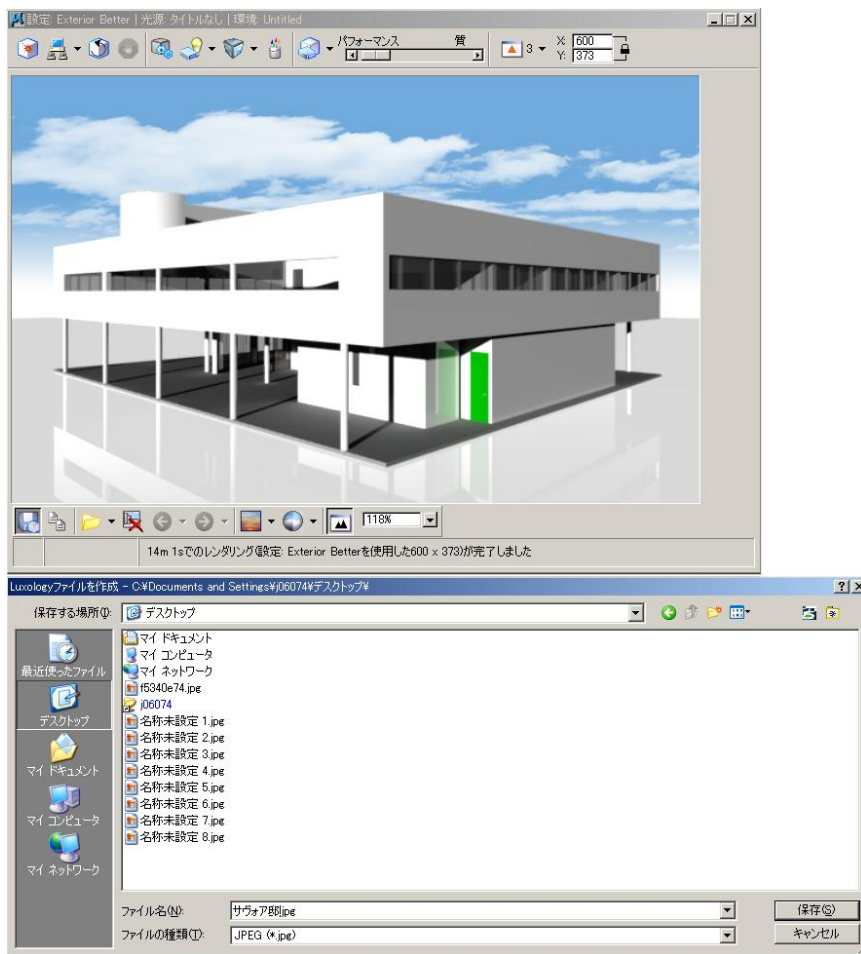 設定: Exterior Better | 光源: タイトルなし | 環境: Untitled
パフォーマンス 質
3
X: 600
Y: 373
118%
14m 1sでのレンダリング(設定: Exterior Betterを使用した600 x 373)が完了しました
Luxologyファイルを作成 - C:¥Documents and Settings¥j06074¥デスクトップ¥
保存する場所(I): デスクトップ
最近使ったファイル
デスクトップ
マイ ドキュメント
マイ コンピュータ
マイ ネットワーク
マイ ドキュメント
マイ コンピュータ
マイ ネットワーク
f5340e74.jpg
j06074
名称未設定 1.jpg
名称未設定 2.jpg
名称未設定 3.jpg
名称未設定 4.jpg
名称未設定 5.jpg
名称未設定 6.jpg
名称未設定 7.jpg
名称未設定 8.jpg
ファイル名(N): サヴォア邸.jpg
保存(S)
ファイルの種類(T): JPEG (*.jpg)
キャンセル